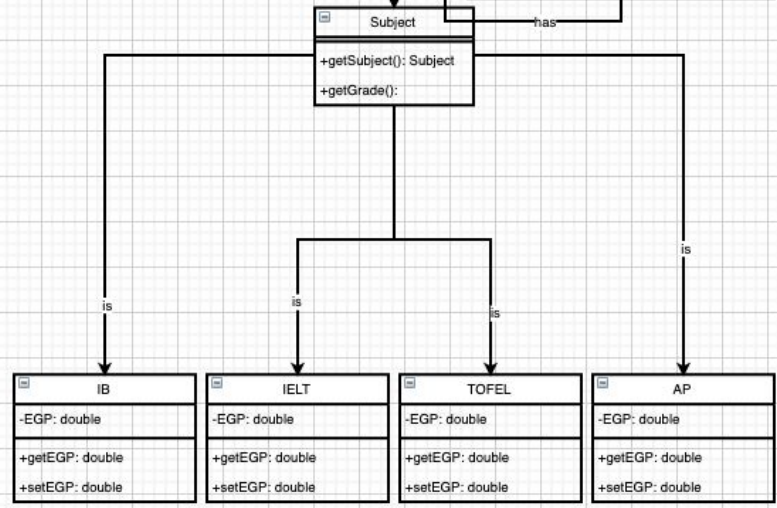 Subject
has
+getSubject(): Subject
+getGrade():
is
is
is
is
IB
-EGP: double
+getEGP: double
+setEGP: double
IELT
-EGP: double
+getEGP: double
+setEGP: double
TOFEL
-EGP: double
+getEGP: double
+setEGP: double
AP
-EGP: double
+getEGP: double
+setEGP: double